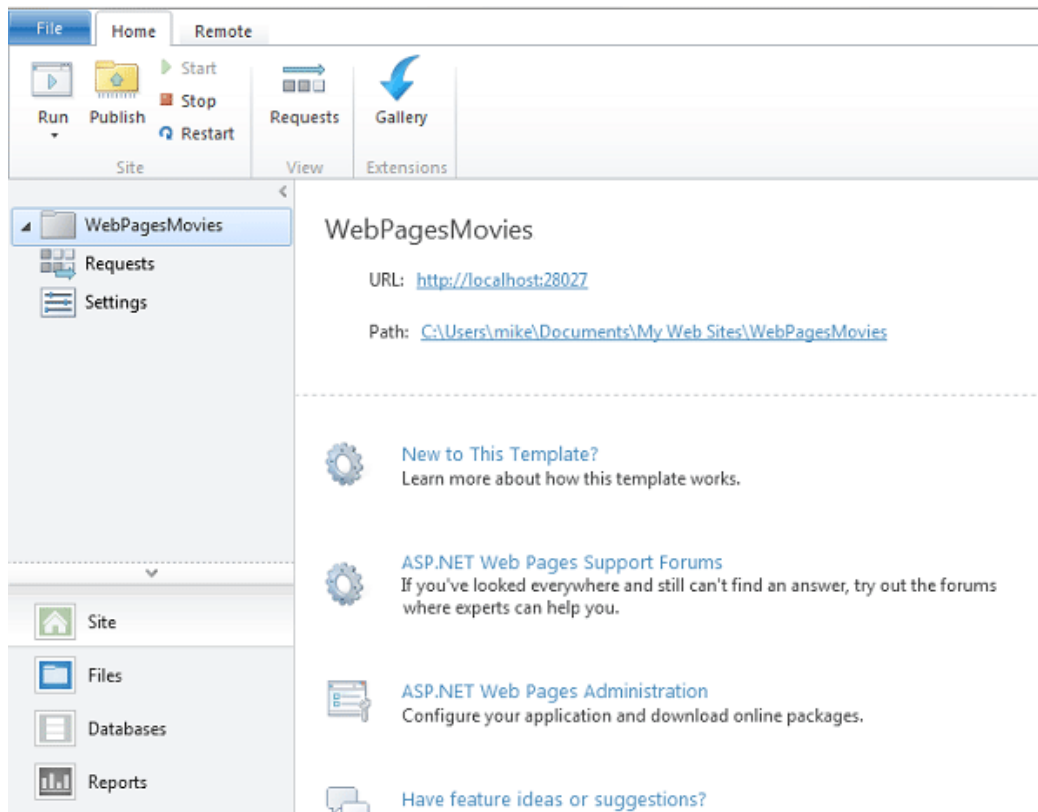 File Home Remote
Start
Stop
Run Publish Requests Gallery
Restart
Site View Extensions
WebPagesMovies
Requests
Settings
Site
Files
Databases
Reports
WebPagesMovies
URL: http://localhost:28027
Path: C:\Users\mike\Documents\My Web Sites\WebPagesMovies
New to This Template?
Learn more about how this template works.
ASP.NET Web Pages Support Forums
If you've looked everywhere and still can't find an answer, try out the forums
where experts can help you.
ASP.NET Web Pages Administration
Configure your application and download online packages.
Have feature ideas or suggestions?